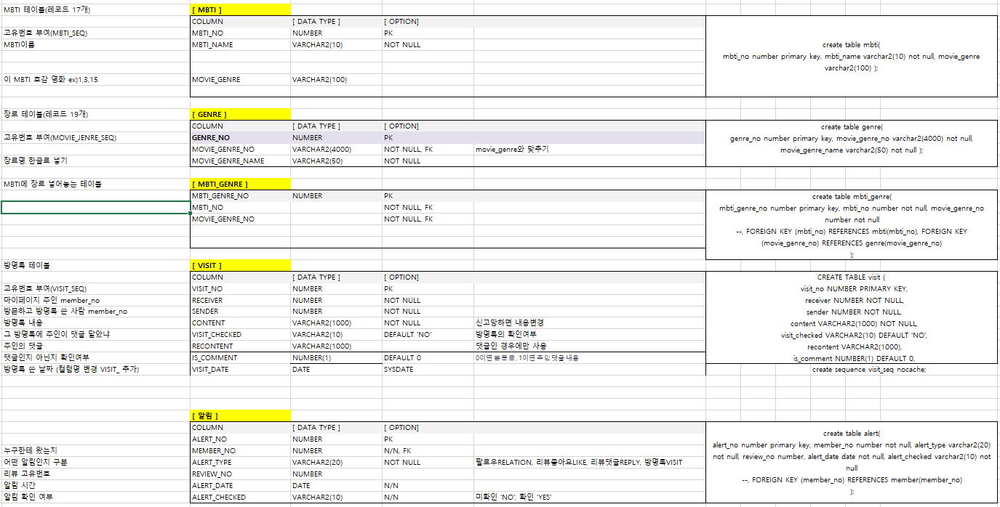 MBTI 테이블(레코드 17개) [ MBTI ]
COLUMN [ DATA TYPE ] [ OPTION]
고유번호 부여(MBTI_SEQ) MBTI_NO NUMBER PK
MBTI이름 MBTI_NAME VARCHAR2(10) NOT NULL
이 MBTI 호감 영화 ex)1,3,15 MOVIE_GENRE VARCHAR2(100)
create table mbti(
mbti_no number primary key, mbti_name varchar2(10) not null, movie_genre
varchar2(100) );
장르 테이블(레코드 19개) [ GENRE ]
COLUMN [ DATA TYPE ] [ OPTION]
고유번호 부여(MOVIE_JENRE_SEQ) GENRE_NO NUMBER PK
MOVIE_GENRE_NO VARCHAR2(4000) NOT NULL, FK movie_genre와 맞추기
장르명 한글로 넣기 MOVIE_GENRE_NAME VARCHAR2(50) NOT NULL
create table genre(
genre_no number primary key, movie_genre_no varchar2(4000) not null,
movie_genre_name varchar2(50) not null );
MBTI에 장르 넣어놓는 테이블 [ MBTI_GENRE ]
MBTI_GENRE_NO NUMBER PK
MBTI_NO NOT NULL, FK
MOVIE_GENRE_NO NOT NULL, FK
create table mbti_genre(
mbti_genre_no number primary key, mbti_no number not null, movie_genre_no
number not null
--, FOREIGN KEY (mbti_no) REFERENCES mbti(mbti_no), FOREIGN KEY
(movie_genre_no) REFERENCES genre(movie_genre_no)
);
방명록 테이블 [ VISIT ]
COLUMN [ DATA TYPE ] [ OPTION]
고유번호 부여(VISIT_SEQ) VISIT_NO NUMBER PK
마이페이지 주인 member_no RECEIVER NUMBER NOT NULL
방문하고 방명록 쓴 사람 member_no SENDER NUMBER NOT NULL
방명록 내용 CONTENT VARCHAR2(1000) NOT NULL 신고당하면 내용변경
그 방명록에 주인이 댓글 달았냐 VISIT_CHECKED VARCHAR2(10) DEFAULT 'NO' 방명록의 확인여부
주인의 댓글 RECONTENT VARCHAR2(1000) 댓글인 경우에만 사용
댓글인지 아닌지 확인여부 IS_COMMENT NUMBER(1) DEFAULT 0 0이면 본문글, 1이면 주인댓글내용
방명록 쓴 날짜 (컬럼명 변경 VISIT_ 추가) VISIT_DATE DATE SYSDATE
CREATE TABLE visit (
visit_no NUMBER PRIMARY KEY,
receiver NUMBER NOT NULL,
sender NUMBER NOT NULL,
content VARCHAR2(1000) NOT NULL,
visit_checked VARCHAR2(10) DEFAULT 'NO',
recontent VARCHAR2(1000),
is_comment NUMBER(1) DEFAULT 0,
create sequence visit_seq nocache;
[ 알림 ]
COLUMN [ DATA TYPE ] [ OPTION]
ALERT_NO NUMBER PK
누구한테 왔는지 MEMBER_NO NUMBER N/N, FK
어떤 알림인지 구분 ALERT_TYPE VARCHAR2(20) NOT NULL 팔로우RELATION, 리뷰좋아요LIKE, 리뷰댓글REPLY, 방명록VISIT
리뷰 고유번호 REVIEW_NO NUMBER
알림 시간 ALERT_DATE DATE N/N
알림 확인 여부 ALERT_CHECKED VARCHAR2(10) N/N 미확인 'NO', 확인 'YES'
create table alert(
alert_no number primary key, member_no number not null, alert_type varchar2(20)
not null, review_no number, alert_date date not null, alert_checked varchar2(10) not
null
--, FOREIGN KEY (member_no) REFERENCES member(member_no)
);